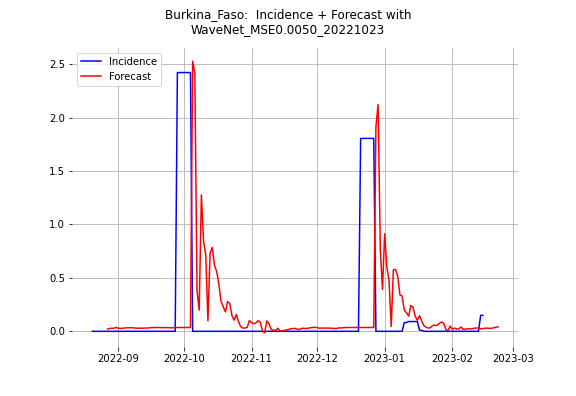 Burkina_Faso:  Incidence + Forecast with
WaveNet_MSE0.0050_20221023
Incidence
Forecast
2.5
2.0
1.5
1.0
0.5
0.0
2022-09 2022-10 2022-11 2022-12 2023-01 2023-02 2023-03